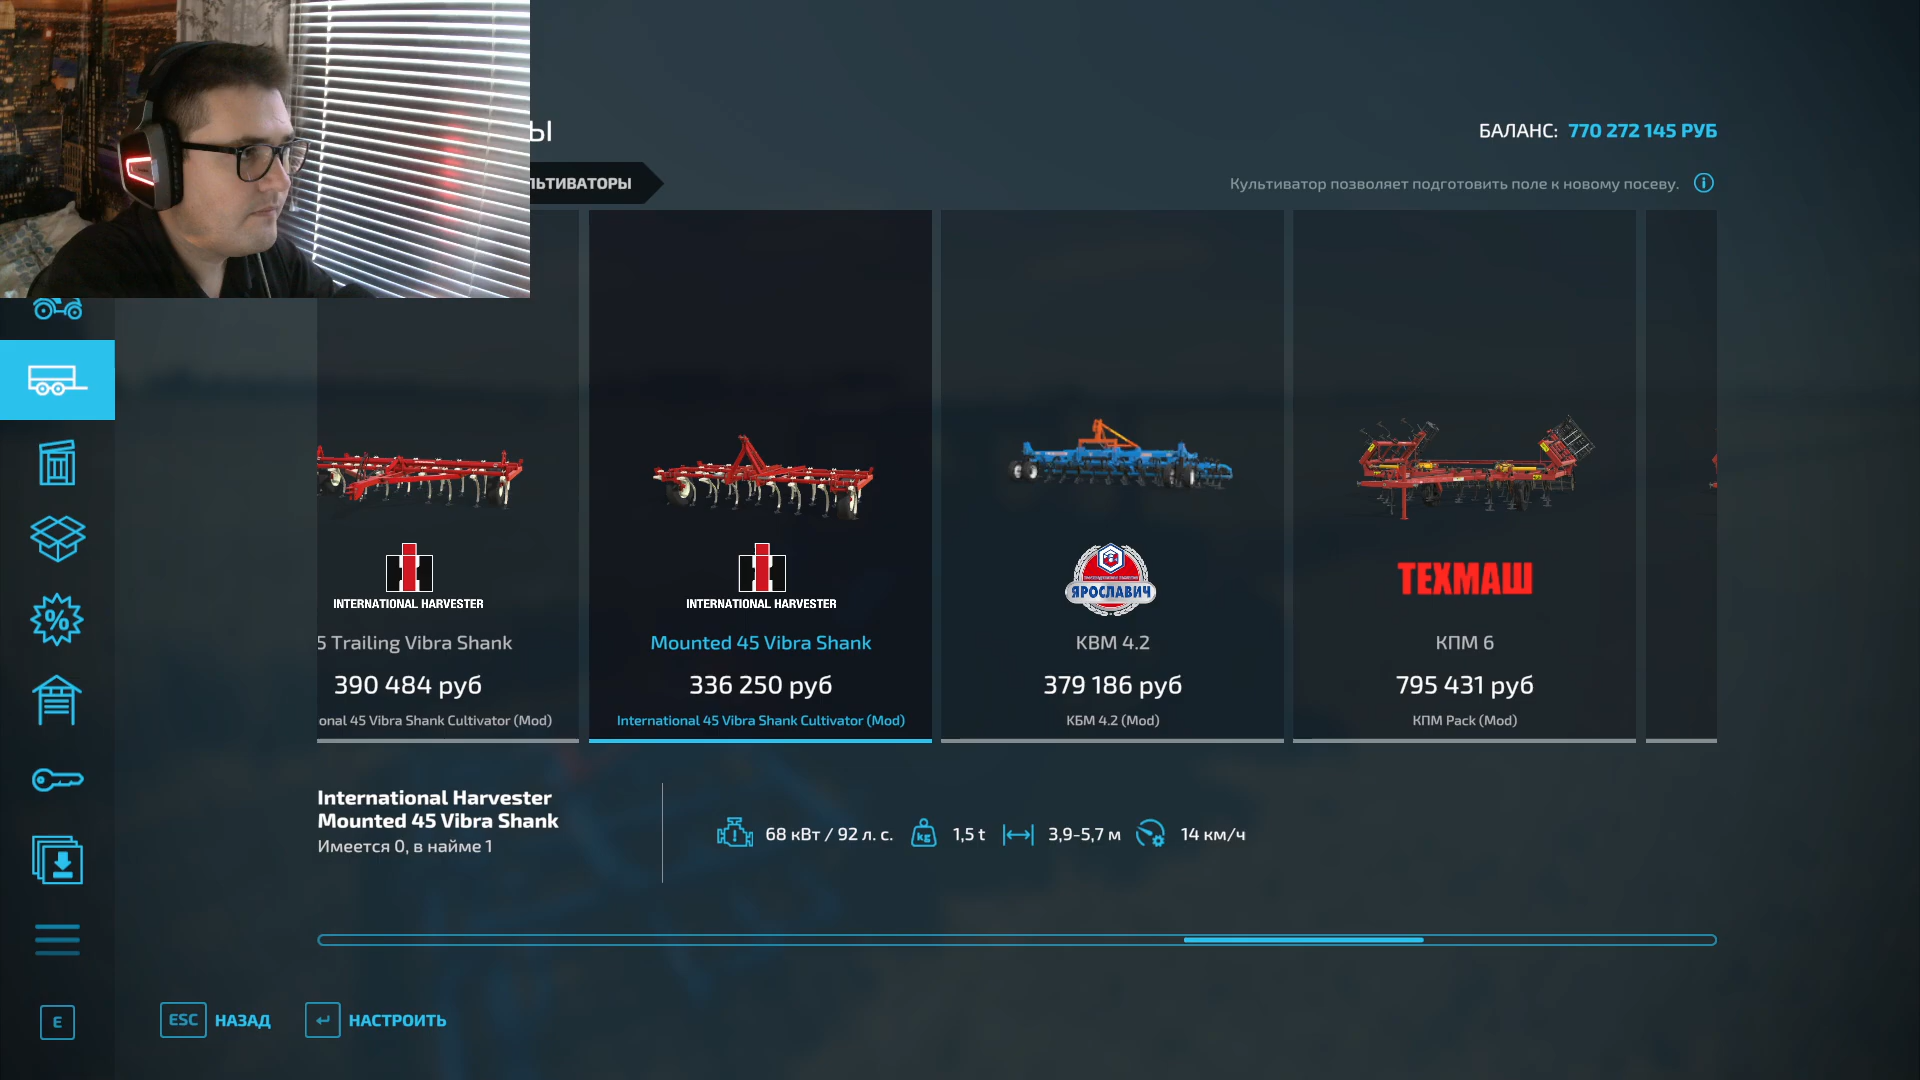 Ы
БАЛАНС: 770 272 145 РУБ
ЛЬТИВАТОРЫ
Культиватор позволяет подготовить поле к новому посеву.
INTERNATIONAL HARVESTER
5 Trailing Vibra Shank
390 484 руб
onal 45 Vibra Shank Cultivator (Mod)
INTERNATIONAL HARVESTER
Mounted 45 Vibra Shank
336 250 руб
International 45 Vibra Shank Cultivator (Mod)
ЯРОСЛАВИЧ
КВМ 4.2
379 186 руб
КБМ 4.2 (Mod)
ТЕХМАШ
КПМ 6
795 431 руб
КПМ Pack (Mod)
International Harvester
Mounted 45 Vibra Shank
Имеется 0, в найме 1
68 кВт / 92 л. с.
kg
1,5 t
3,9-5,7 м
14 км/ч
E
ESC НАЗАД
НАСТРОИТЬ